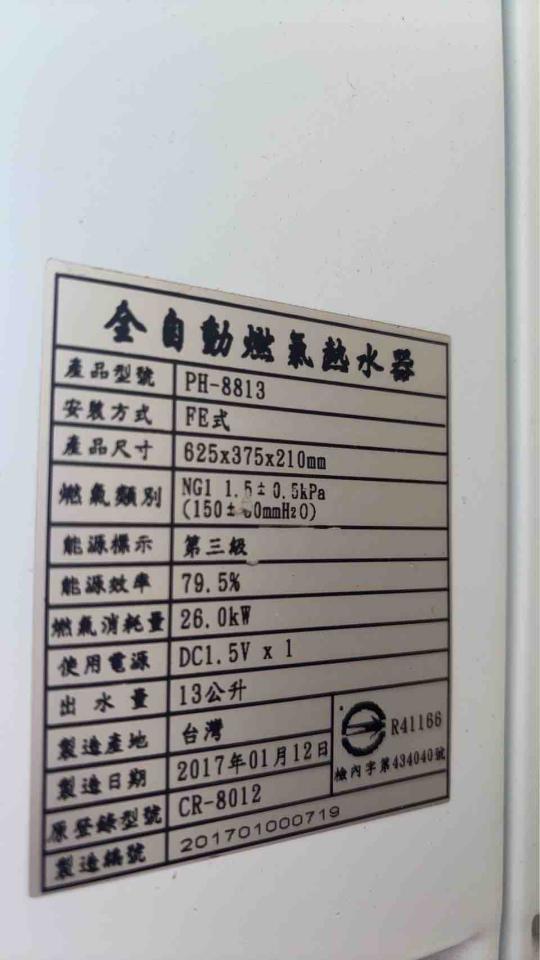 全自動燃氣熱水器
產品型號 PH-8813
安裝方式 FE式
產品尺寸 625x375x210mm
燃氣類別 NG1 1.5±0.5kPa
(150± 0mmH₂O)
能源標示 第三級
能源效率 79.5%
燃氣消耗量 26.0kW
使用電源 DC1.5V x 1
出水量 13公升
製造產地 台灣
製造日期 2017年01月12日
R41166
檢內字第434040號
原登錄型號 CR-8012
製造編號 201701000719